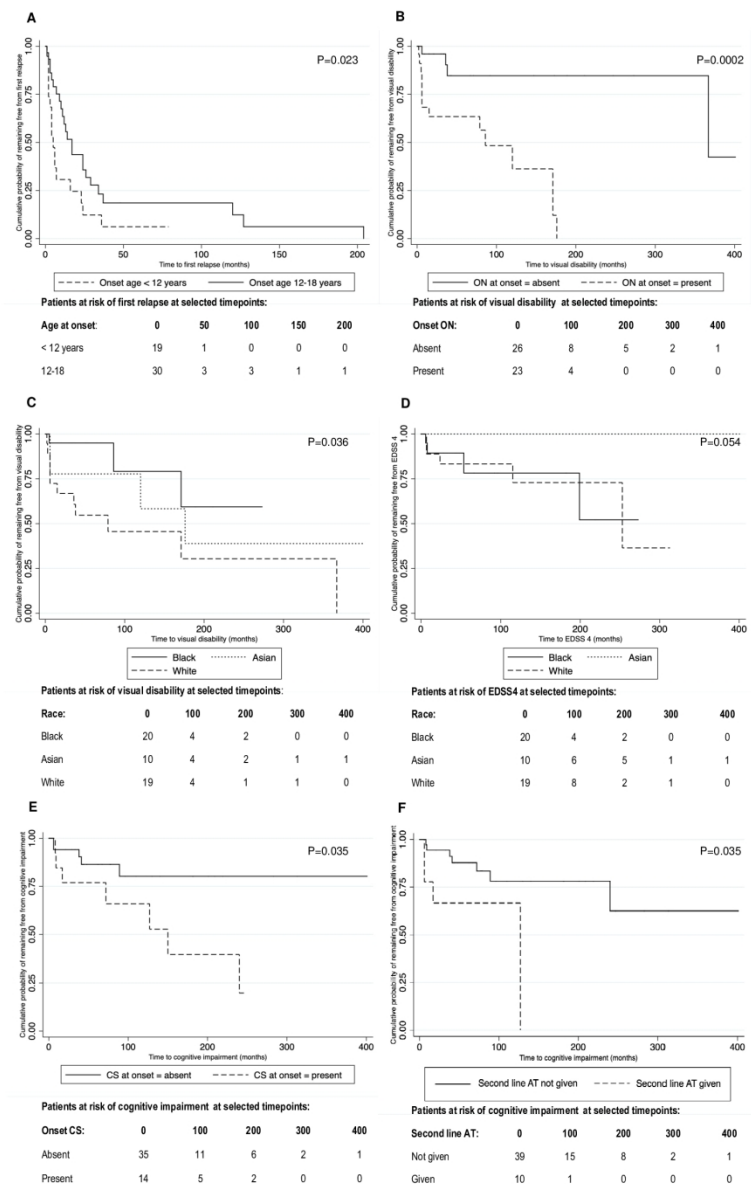 A
P=0.023
Cumulative probability of remaining free from first relapse
1.00
0.75
0.50
0.25
0.00
0 50 100 150 200
Time to first relapse (months)
Onset age < 12 years Onset age 12-18 years
Patients at risk of first relapse at selected timepoints:
Age at onset: 0 50 100 150 200
< 12 years 19 1 0 0 0
12-18 30 3 3 1 1
B
P=0.0002
Cumulative probability of remaining free from visual disability
1.00
0.75
0.50
0.25
0.00
0 100 200 300 400
Time to visual disability (months)
ON at onset = absent ON at onset = present
Patients at risk of visual disability at selected timepoints:
Onset ON: 0 100 200 300 400
Absent 26 8 5 2 1
Present 23 4 0 0 0
C
P=0.036
Cumulative probability of remaining free from visual disability
1.00
0.75
0.50
0.25
0.00
0 100 200 300 400
Time to visual disability (months)
Black Asian
White
Patients at risk of visual disability at selected timepoints:
Race: 0 100 200 300 400
Black 20 4 2 0 0
Asian 10 4 2 1 1
White 19 4 1 1 0
D
P=0.054
Cumulative probability of remaining free from EDSS 4
1.00
0.75
0.50
0.25
0.00
0 100 200 300 400
Time to EDSS 4 (months)
Black Asian
White
Patients at risk of EDSS4 at selected timepoints:
Race: 0 100 200 300 400
Black 20 4 2 0 0
Asian 10 6 5 1 1
White 19 8 2 1 0
E
P=0.035
Cumulative probability of remaining free from cognitive impairment
1.00
0.75
0.50
0.25
0.00
0 100 200 300 400
Time to cognitive impairment (months)
CS at onset = absent CS at onset = present
Patients at risk of cognitive impairment at selected timepoints:
Onset CS: 0 100 200 300 400
Absent 35 11 6 2 1
Present 14 5 2 0 0
F
P=0.035
Cumulative probability of remaining free from cognitive impairment
1.00
0.75
0.50
0.25
0.00
0 100 200 300 400
Time to cognitive impairment (months)
Second line AT not given Second line AT given
Patients at risk of cognitive impairment at selected timepoints:
Second line AT: 0 100 200 300 400
Not given 39 15 8 2 1
Given 10 1 0 0 0